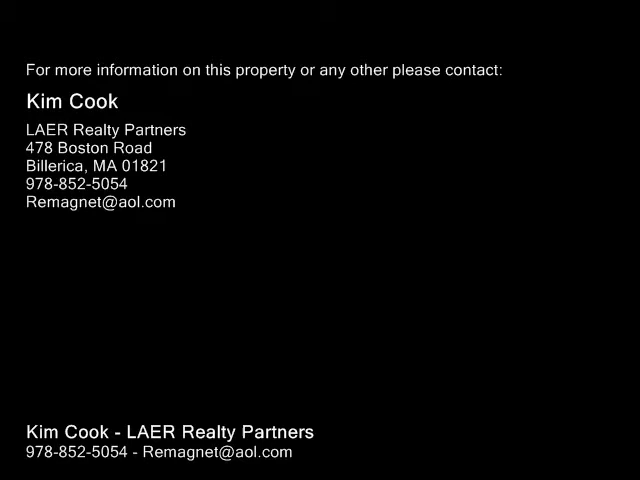 For more information on this property or any other please contact:
Kim Cook
LAER Realty Partners
478 Boston Road
Billerica, MA 01821
978-852-5054
Remagnet@aol.com
Kim Cook - LAER Realty Partners
978-852-5054 - Remagnet@aol.com